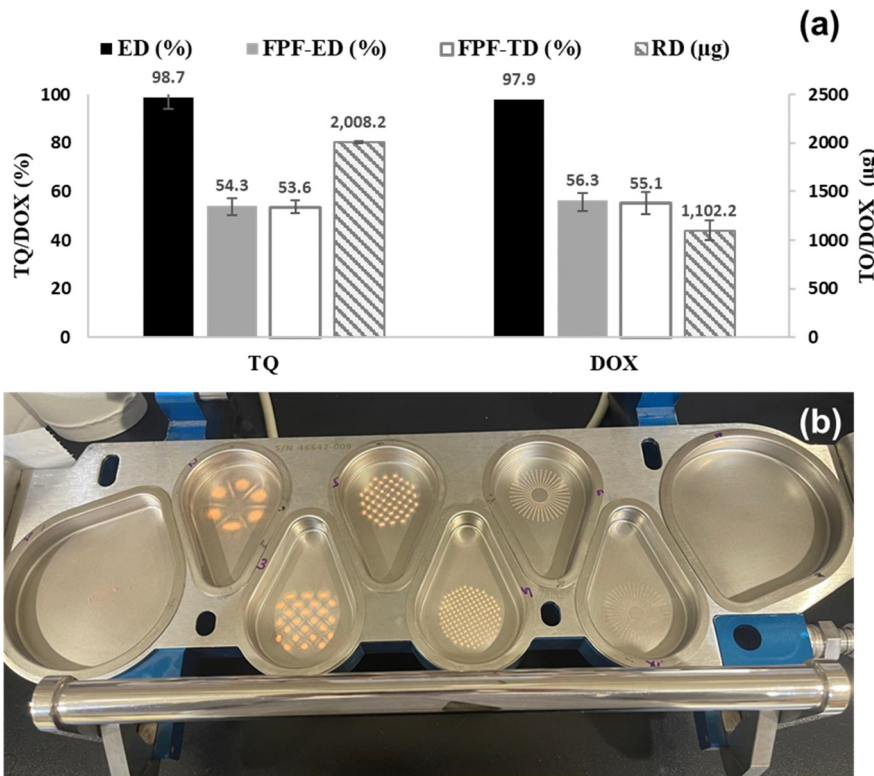 (a)
ED (%) FPF-ED (%) FPF-TD (%) RD (µg)
98.7 97.9
100 2500
2,008.2
80 2000
TQ/DOX (%) TQ/DOX (µg)
54.3 53.6 56.3 55.1
60 1500
1,102.2
40 1000
20 500
0 0
TQ DOX
(b)
S/N 46642-009